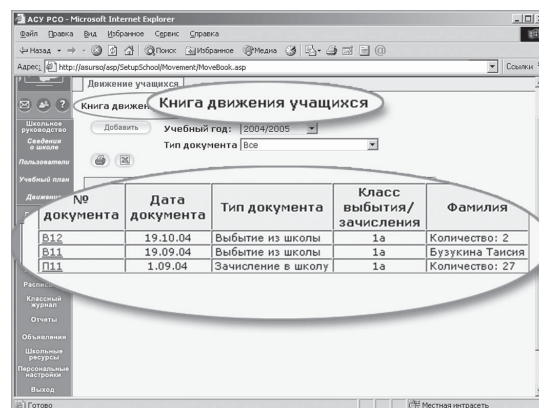 АСУ РСО - Microsoft Internet Explorer
Файл Правка Вид Избранное Сервис Справка
Назад Поиск Избранное Медиа
Адрес: http://asurso/asp/SetupSchool/Movement/MoveBook.asp Ссылки
Движение учащихся
Книга движен
Книга движения учащихся
Школьное руководство
Сведения о школе
Пользователи
Учебный план
Движение
Добавить Учебный год: 2004/2005
Тип документа Все
№ документа Дата документа Тип документа Класс выбытия/зачисления Фамилия
В12 19.10.04 Выбытие из школы 1а Количество: 2
В11 19.09.04 Выбытие из школы 1а Бузукина Таисия
П11 1.09.04 Зачисление в школу 1а Количество: 27
Классный журнал
Отчеты
Объявления
Школьные ресурсы
Персональные настройки
Выход
Готово Местная интрасеть